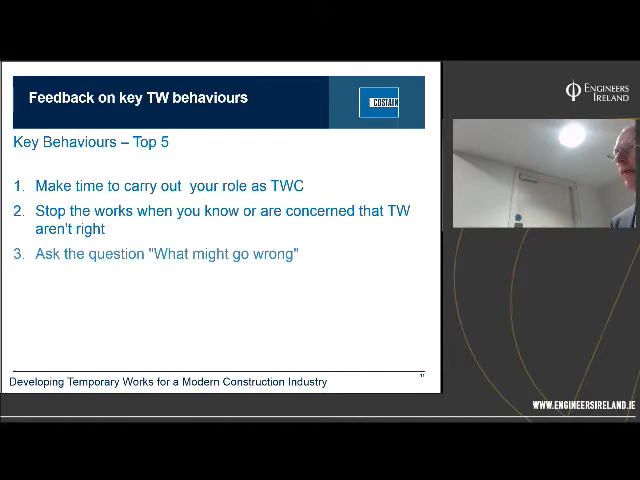 Feedback on key TW behaviours
COSTAIN
Key Behaviours – Top 5
1. Make time to carry out your role as TWC
2. Stop the works when you know or are concerned that TW
aren't right
3. Ask the question "What might go wrong"
Developing Temporary Works for a Modern Construction Industry
ENGINEERS
IRELAND
WWW.ENGINEERSIRELAND.IE